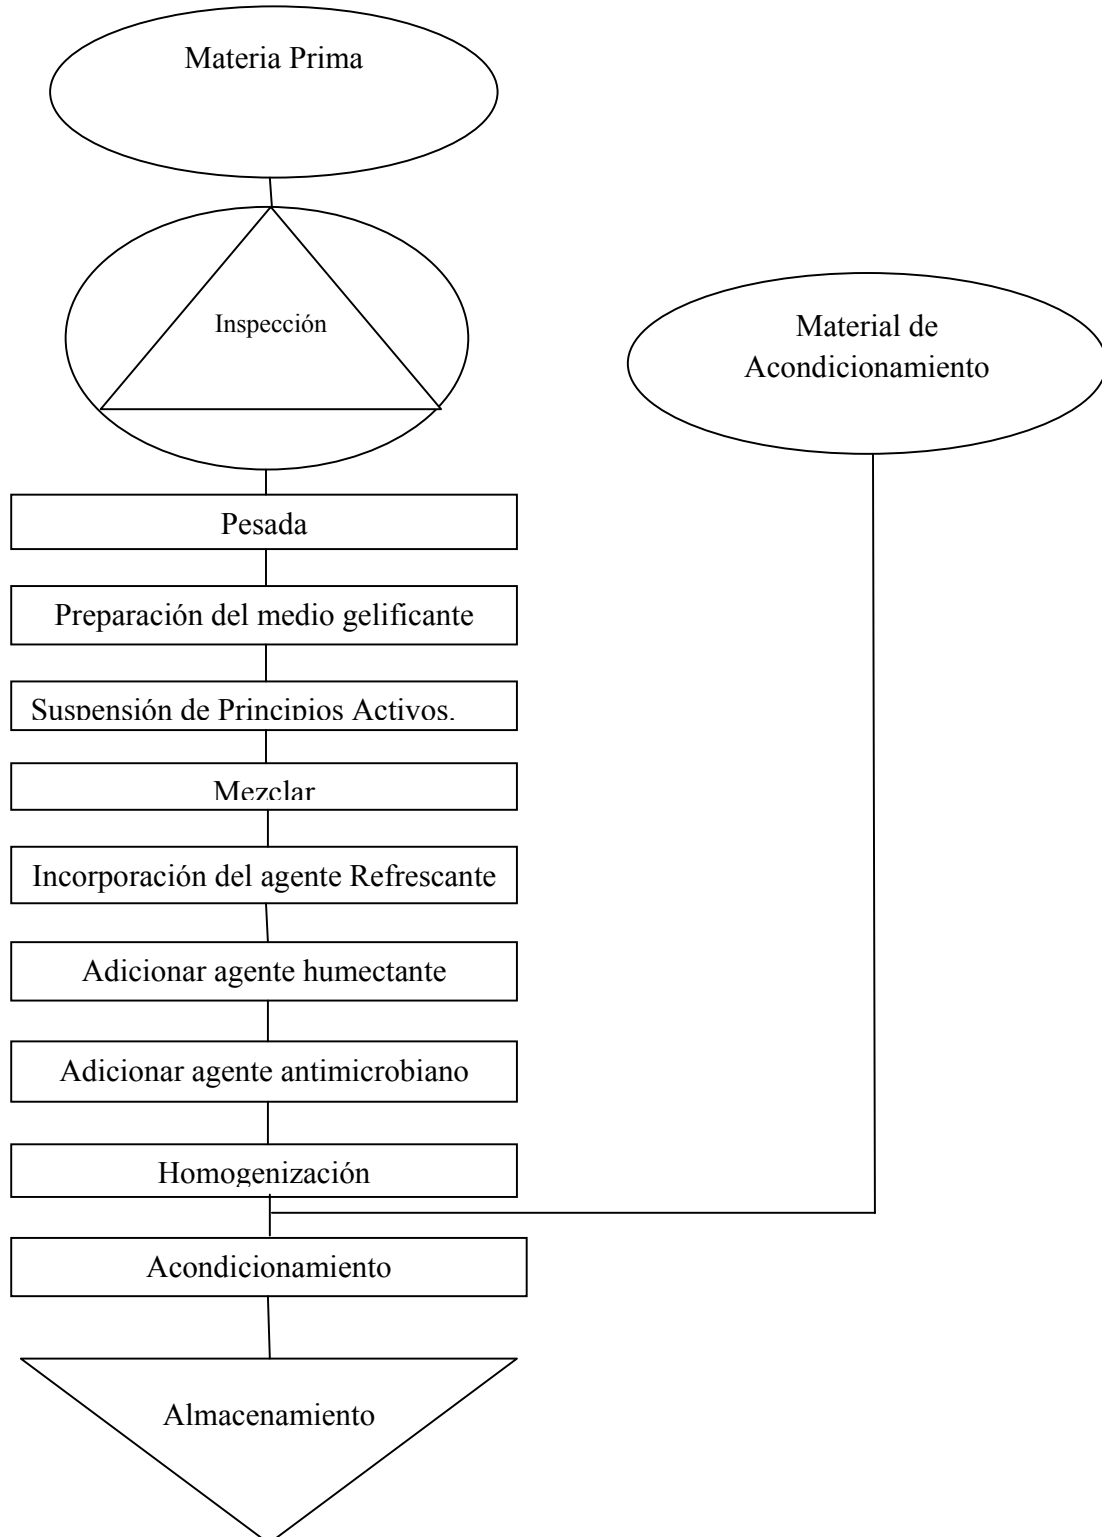 Materia Prima
Inspección
Material de
Acondicionamiento
Pesada
Preparación del medio gelificante
Suspensión de Principios Activos.
Mezclar
Incorporación del agente Refrescante
Adicionar agente humectante
Adicionar agente antimicrobiano
Homogenización
Acondicionamiento
Almacenamiento